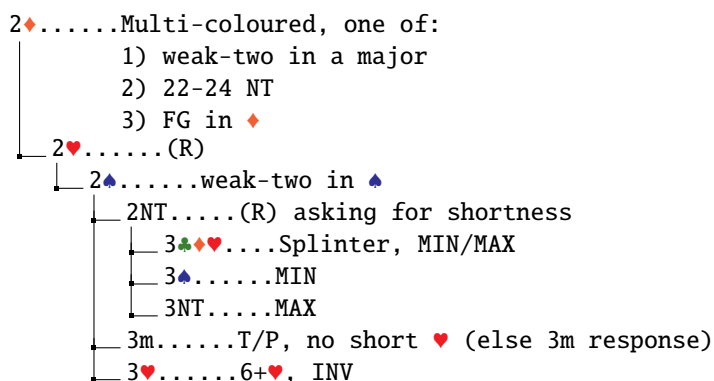 2♦......Multi-coloured, one of:
1) weak-two in a major
2) 22-24 NT
3) FG in ♦
2♥......(R)
2♠......weak-two in ♠
2NT.....(R) asking for shortness
3♣♦♥....Splinter, MIN/MAX
3♠......MIN
3NT.....MAX
3m......T/P, no short ♥ (else 3m response)
3♥......6+♥, INV